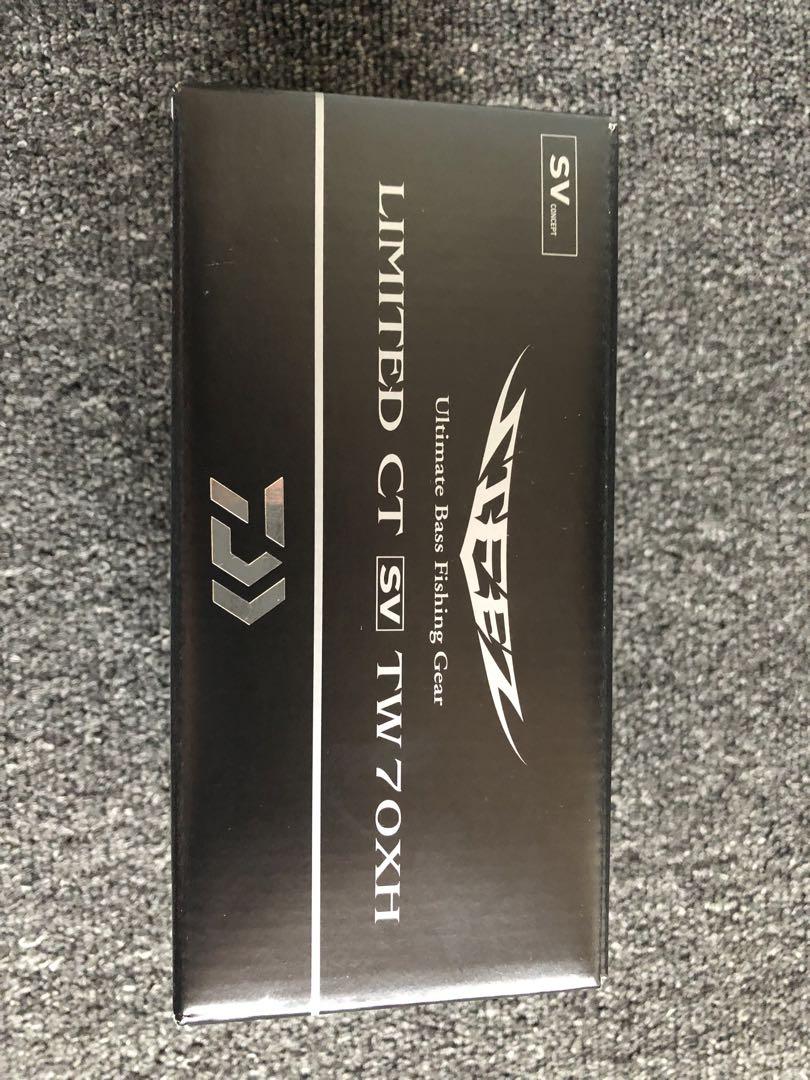 SV
CONCEPT
STEEZ
Ultimate Bass Fishing Gear
LIMITED CT SV TW 70XH